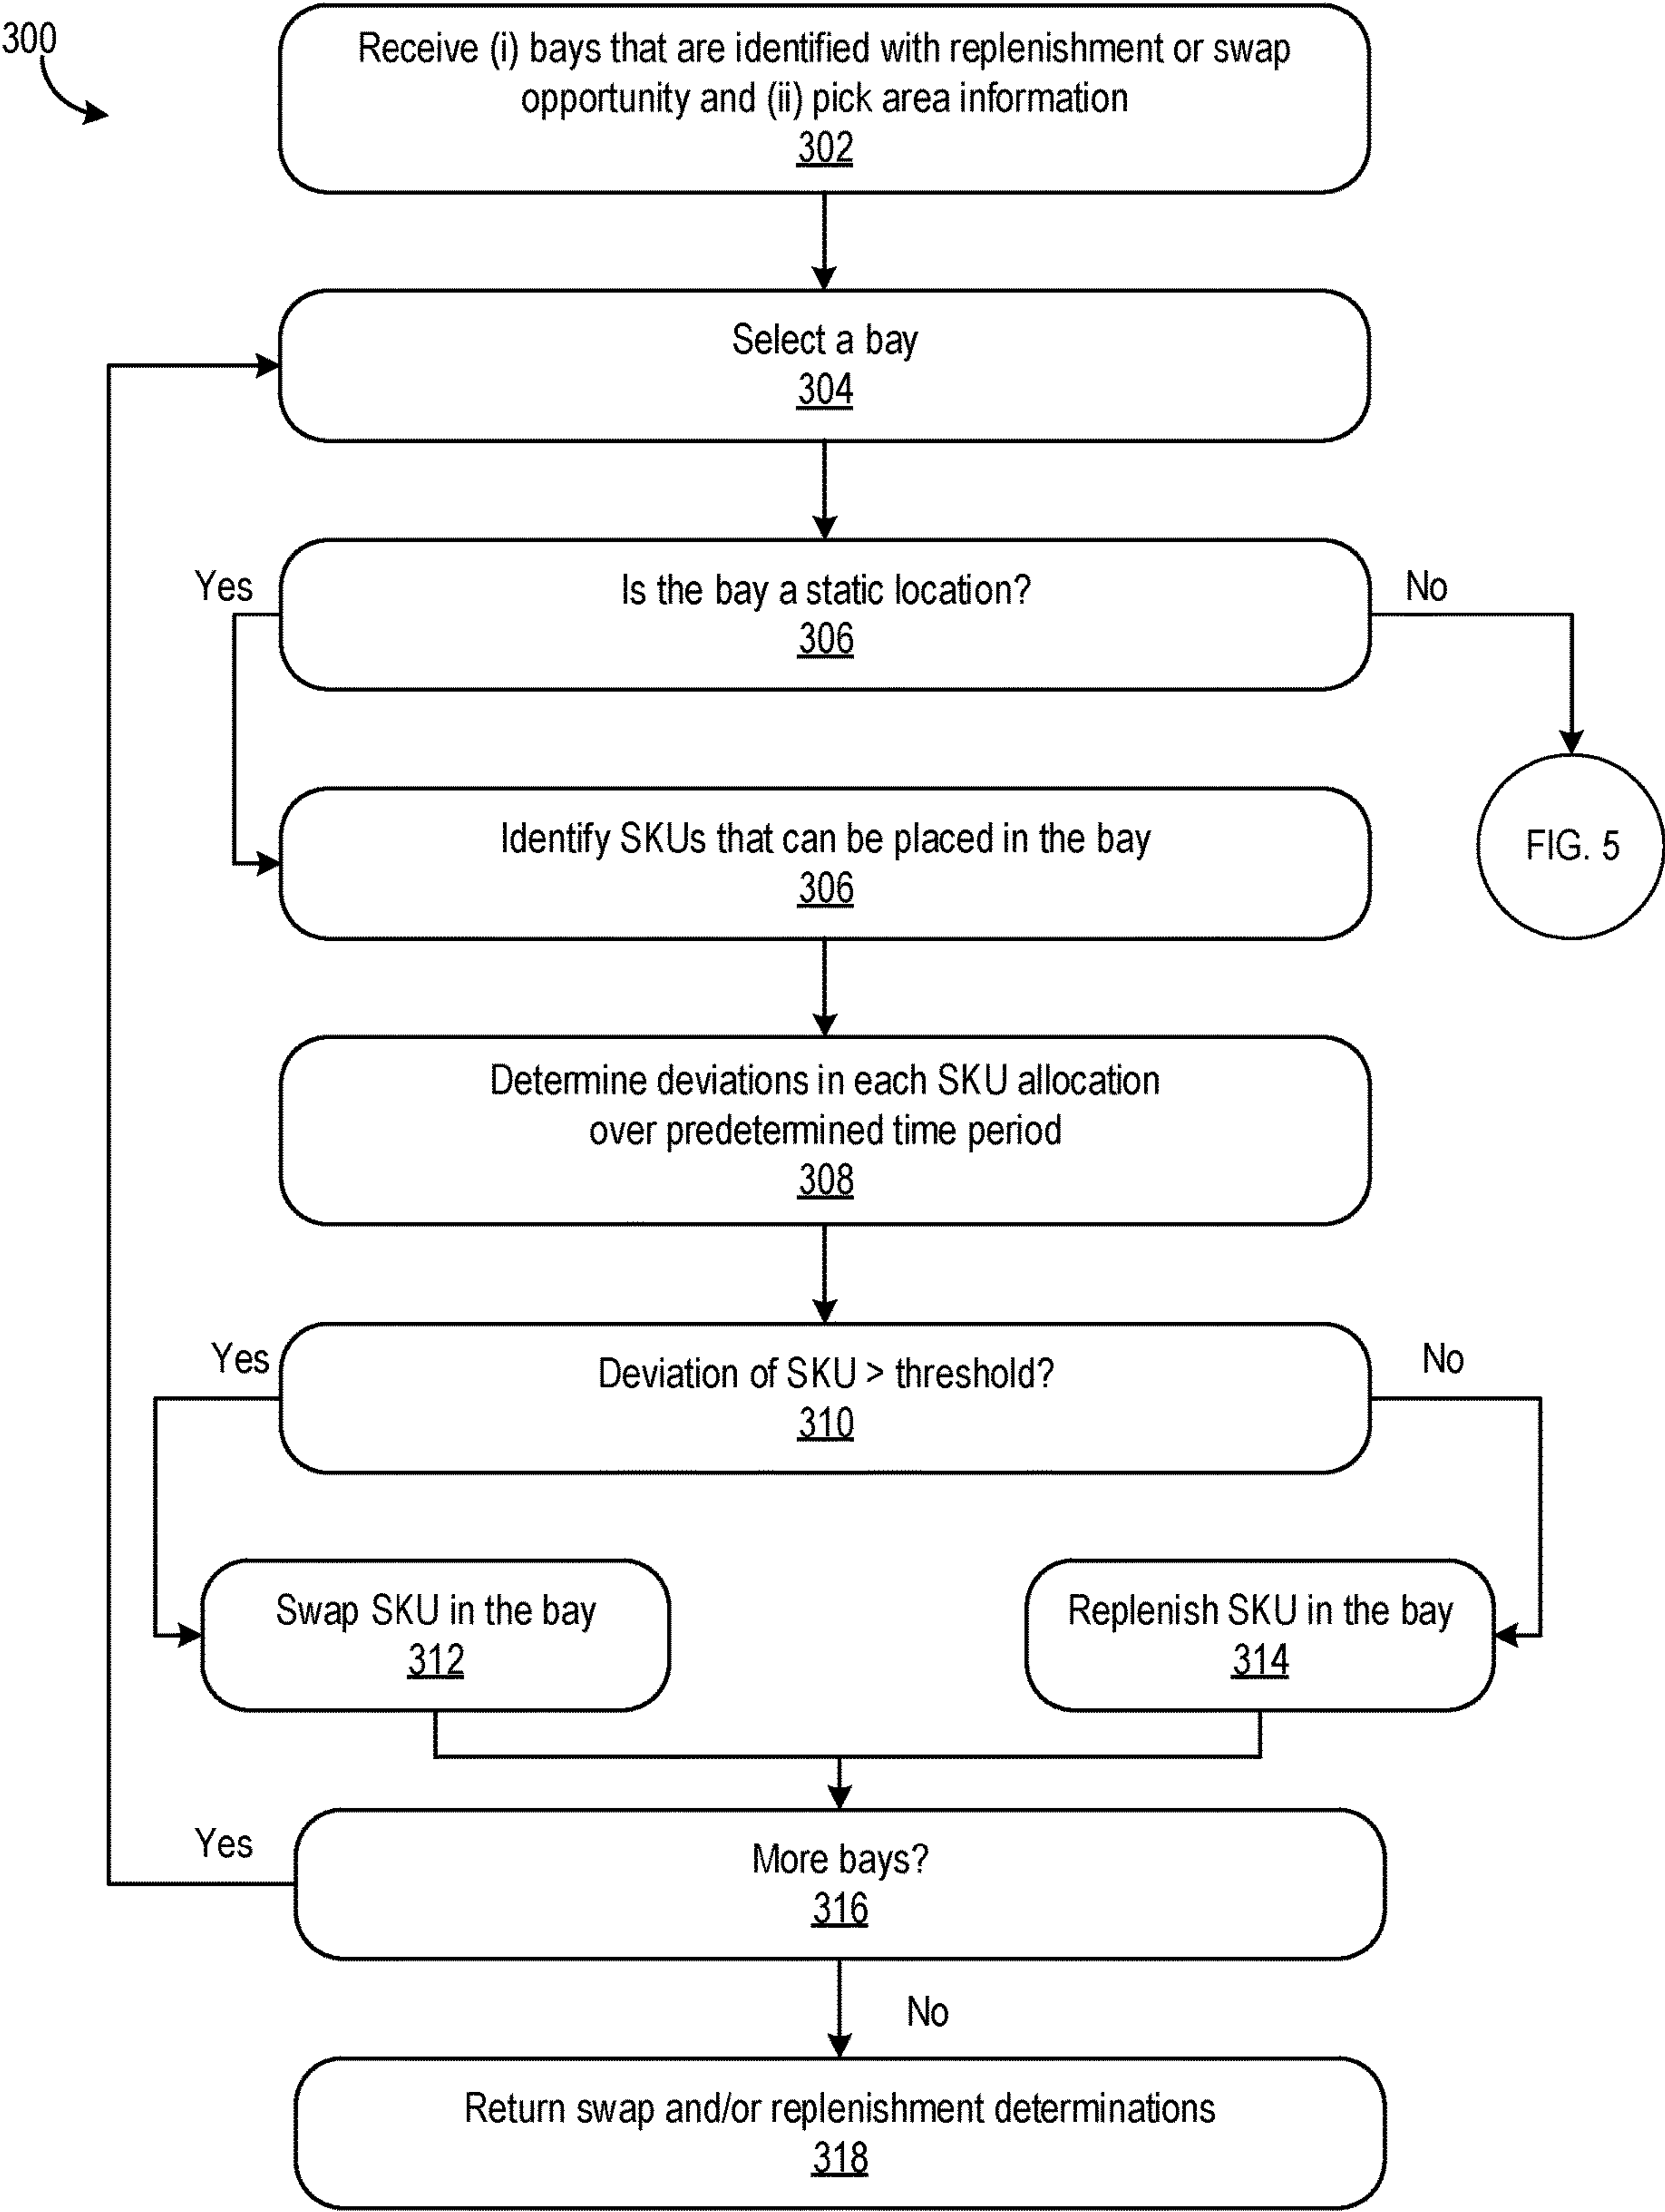 300
Receive (i) bays that are identified with replenishment or swap
opportunity and (ii) pick area information
302
Select a bay
304
Yes
Is the bay a static location?
306
No
Identify SKUs that can be placed in the bay
306
FIG. 5
Determine deviations in each SKU allocation
over predetermined time period
308
Yes
Deviation of SKU > threshold?
310
No
Swap SKU in the bay
312
Replenish SKU in the bay
314
Yes
More bays?
316
No
Return swap and/or replenishment determinations
318